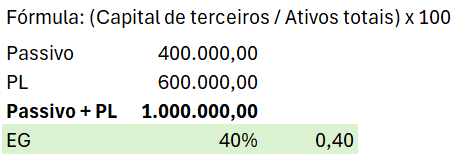 Fórmula: (Capital de terceiros / Ativos totais) x 100
Passivo 400.000,00
PL 600.000,00
Passivo + PL 1.000.000,00
EG 40% 0,40